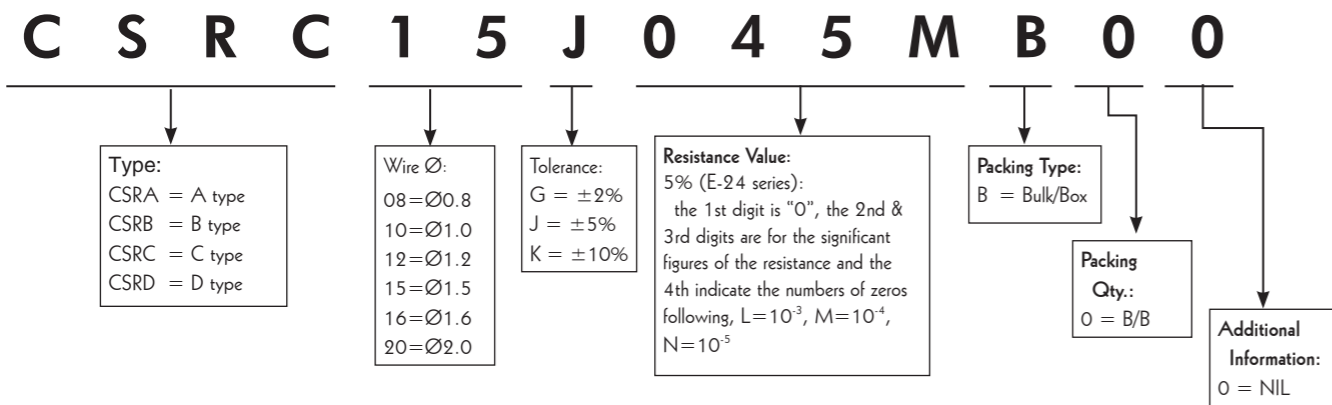 C S R C 1 5 J 0 4 5 M B 0 0
Type:
CSRA = A type
CSRB = B type
CSRC = C type
CSRD = D type
Wire Ø:
08=Ø0.8
10=Ø1.0
12=Ø1.2
15=Ø1.5
16=Ø1.6
20=Ø2.0
Tolerance:
G = ±2%
J = ±5%
K = ±10%
Resistance Value:
5% (E-24 series):
the 1st digit is “0”, the 2nd &
3rd digits are for the significant
figures of the resistance and the
4th indicate the numbers of zeros
following, L=10⁻³, M=10⁻⁴,
N=10⁻⁵
Packing Type:
B = Bulk/Box
Packing
Qty.:
0 = B/B
Additional
Information:
0 = NIL